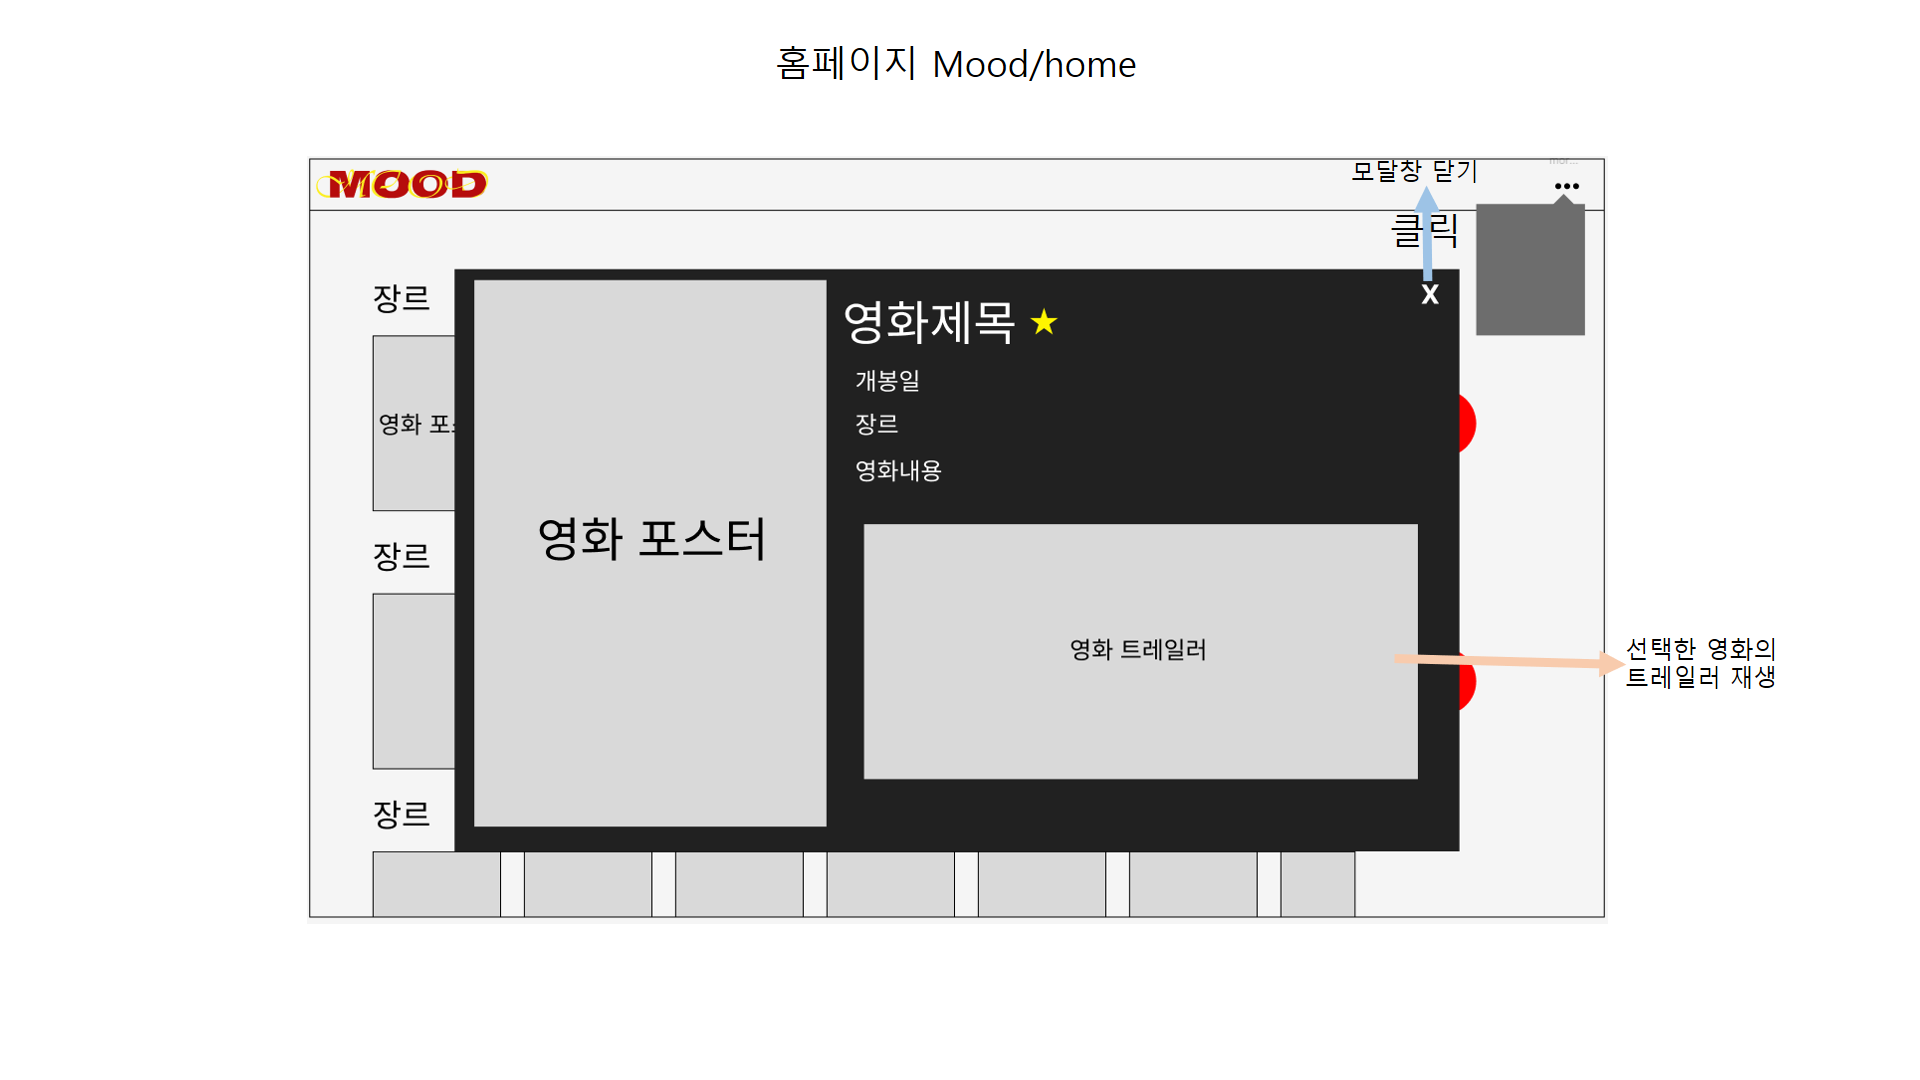 홈페이지 Mood/home
MOOD
모달창 닫기
•••
클릭
X
장르
영화제목 ★
개봉일
장르
영화내용
영화
영화 포스터
장르
영화 트레일러
선택한 영화의
트레일러 재생
장르